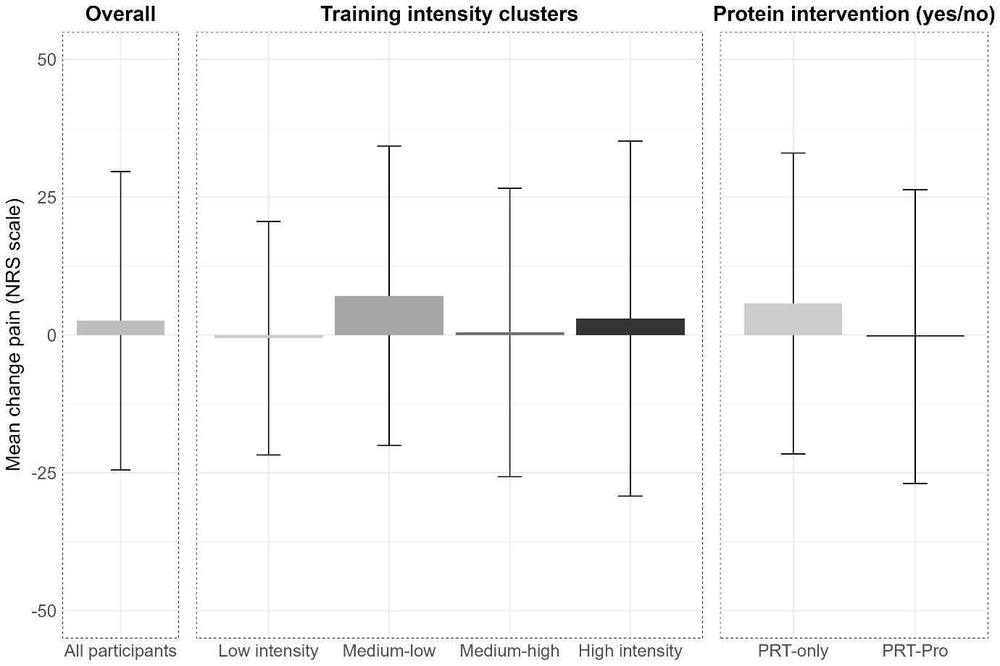 Overall
Training intensity clusters
Protein intervention (yes/no)
Mean change pain (NRS scale)
50
25
0
-25
-50
All participants
Low intensity
Medium-low
Medium-high
High intensity
PRT-only
PRT-Pro